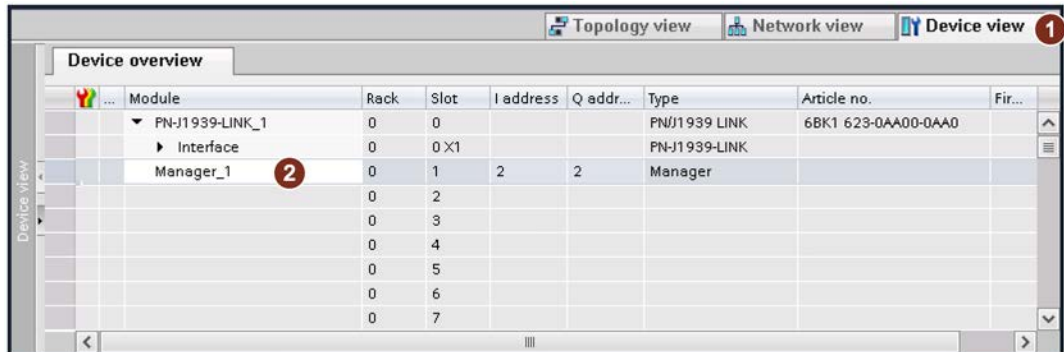 Topology view Network view Device view 1
Device overview
... Module Rack Slot I address Q addr... Type Article no. Fir...
PN-J1939-LINK_1 0 0 PN/J1939 LINK 6BK1 623-0AA00-0AA0
Interface 0 0 X1 PN-J1939-LINK
Manager_1 2 0 1 2 2 Manager
0 2
0 3
0 4
0 5
0 6
0 7
Device view